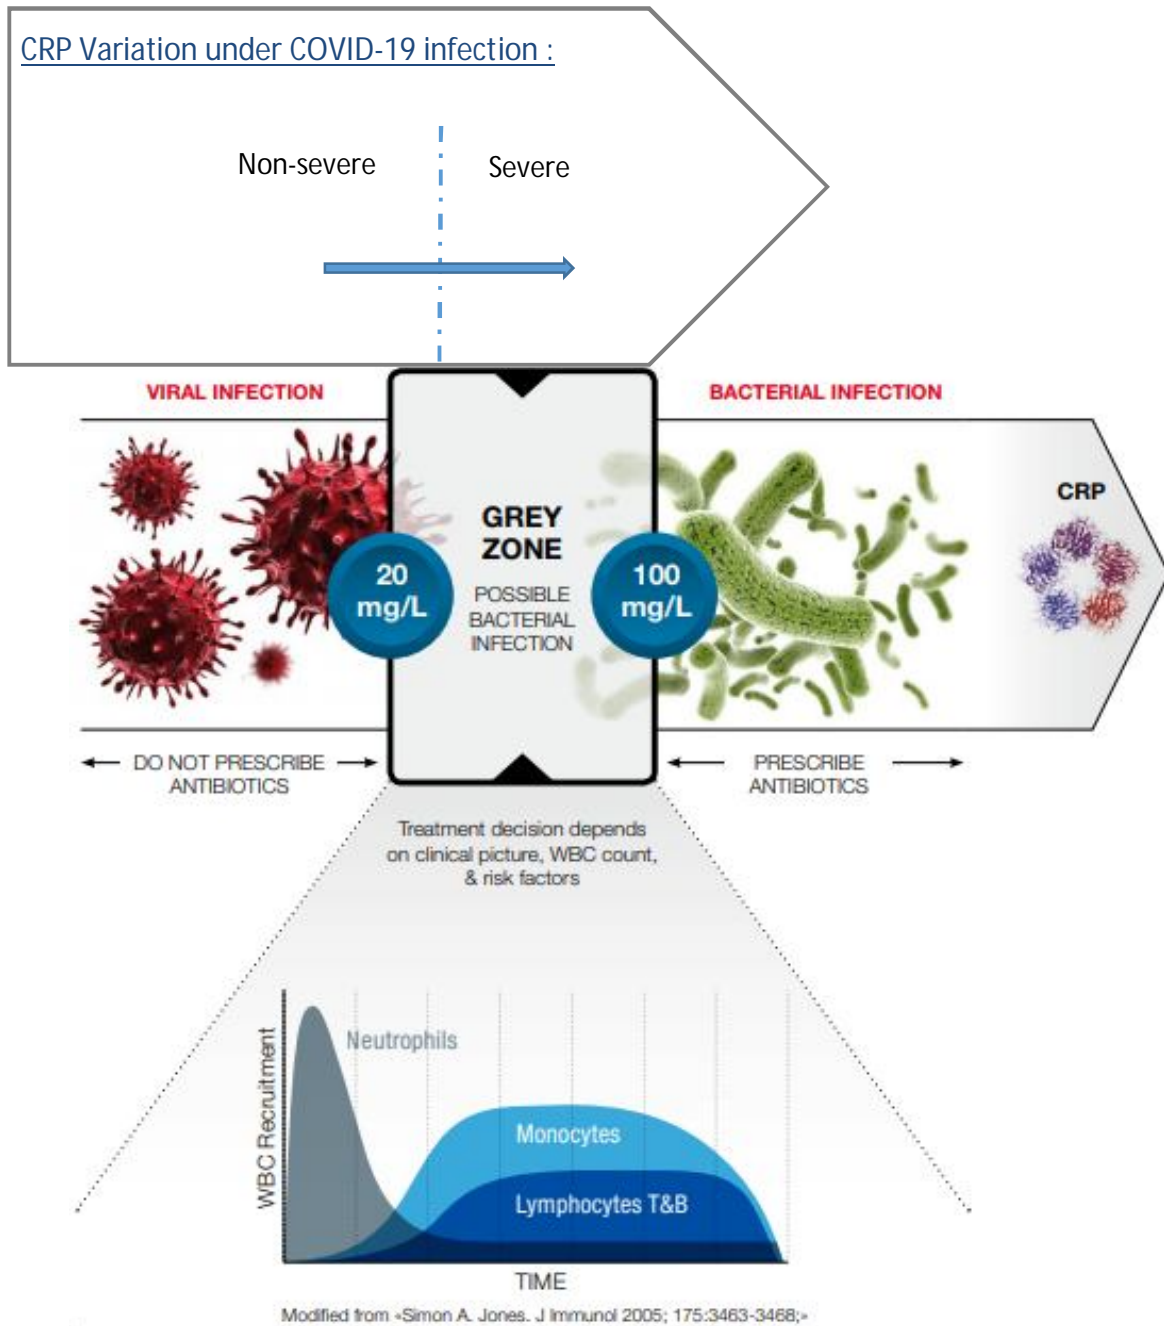 CRP Variation under COVID-19 infection :
Non-severe
Severe
VIRAL INFECTION
BACTERIAL INFECTION
GREY
ZONE
POSSIBLE
BACTERIAL
INFECTION
20
mg/L
100
mg/L
CRP
DO NOT PRESCRIBE
ANTIBIOTICS
PRESCRIBE
ANTIBIOTICS
Treatment decision depends
on clinical picture, WBC count,
& risk factors
WBC Recruitment
Neutrophils
Monocytes
Lymphocytes T&B
TIME
Modified from «Simon A. Jones. J Immunol 2005; 175:3463-3468;»